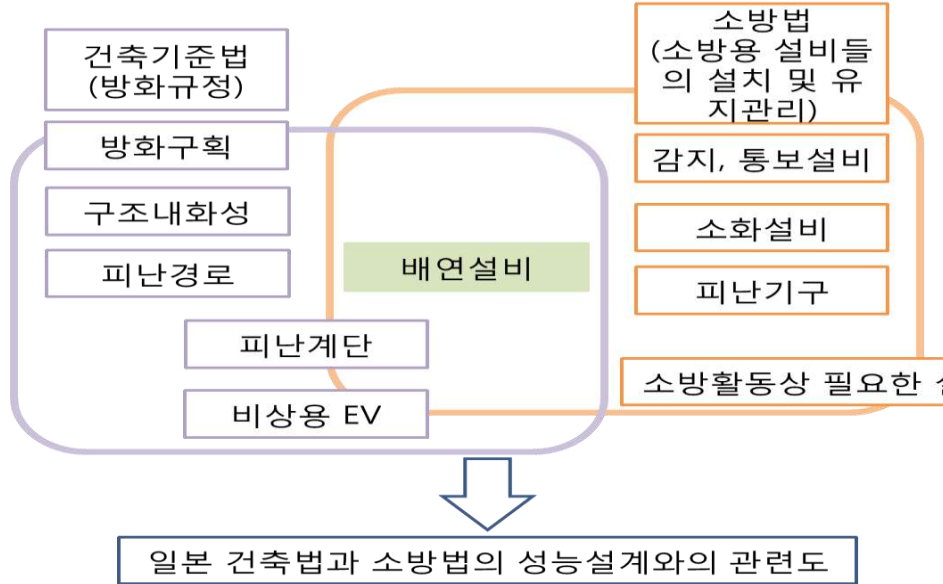 건축기준법
(방화규정)
방화구획
구조내화성
피난경로
피난계단
비상용 EV
배연설비
소방법
(소방용 설비들
의 설치 및 유
지관리)
감지, 통보설비
소화설비
피난기구
소방활동상 필요한
일본 건축법과 소방법의 성능설계와의 관련도